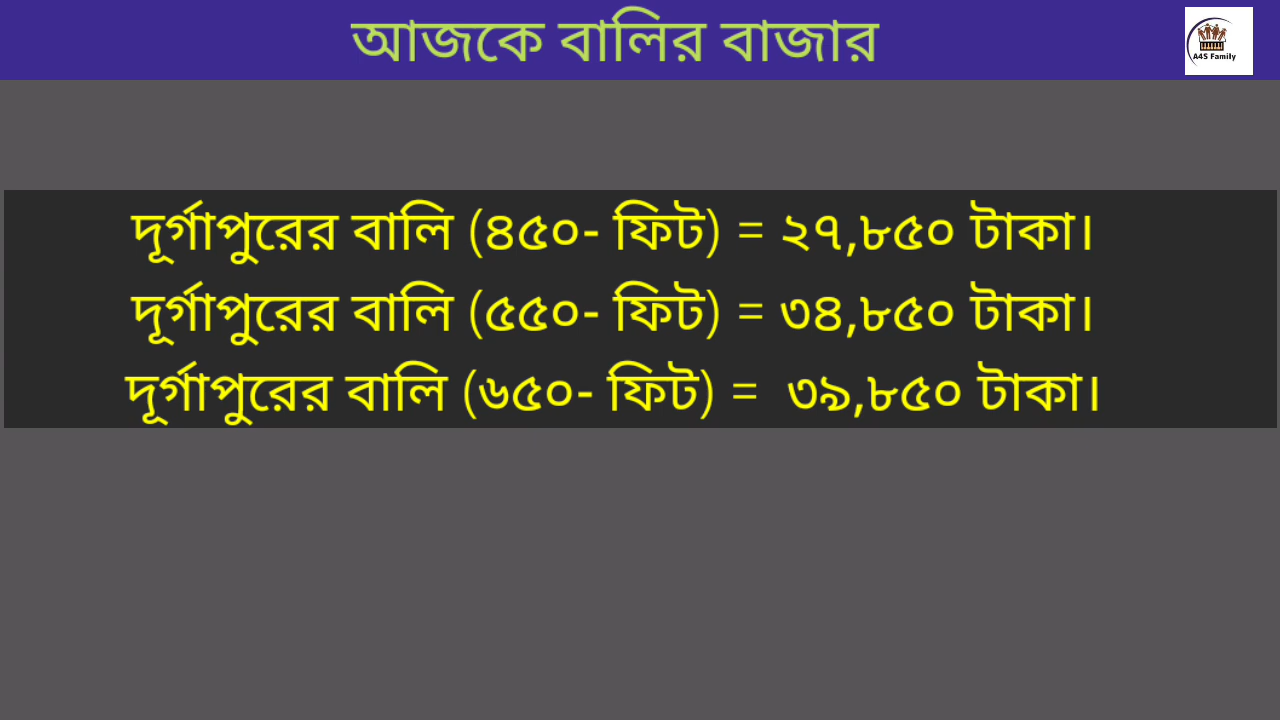 আজকে বালির বাজার
A4S Family
দূর্গাপুরের বালি (৪৫০- ফিট) = ২৭,৮৫০ টাকা।
দূর্গাপুরের বালি (৫৫০- ফিট) = ৩৪,৮৫০ টাকা।
দূর্গাপুরের বালি (৬৫০- ফিট) = ৩৯,৮৫০ টাকা।